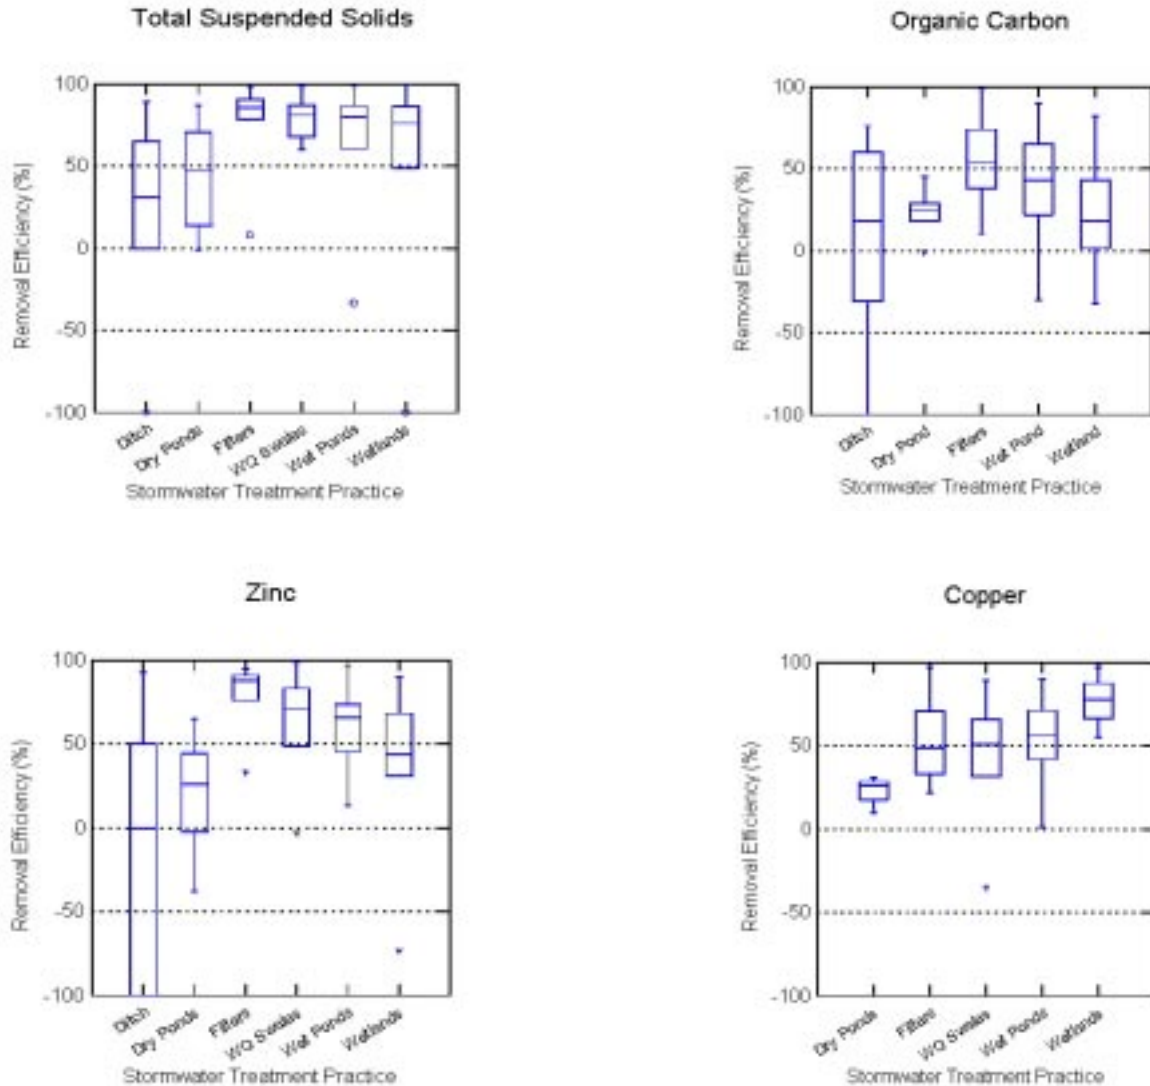 Total Suspended Solids
Removal Efficiency (%)
100
50
0
-50
-100
Ditch
Dry Ponds
Filters
WQ Swales
Wet Ponds
Wetlands
Stormwater Treatment Practice
Organic Carbon
Removal Efficiency (%)
100
50
0
-50
-100
Ditch
Dry Pond
Filters
Wet Pond
Wetland
Stormwater Treatment Practice
Zinc
Removal Efficiency (%)
100
50
0
-50
-100
Ditch
Dry Ponds
Filters
WQ Swales
Wet Ponds
Wetlands
Stormwater Treatment Practice
Copper
Removal Efficiency (%)
100
50
0
-50
-100
Dry Ponds
Filters
WQ Swales
Wet Ponds
Wetlands
Stormwater Treatment Practice